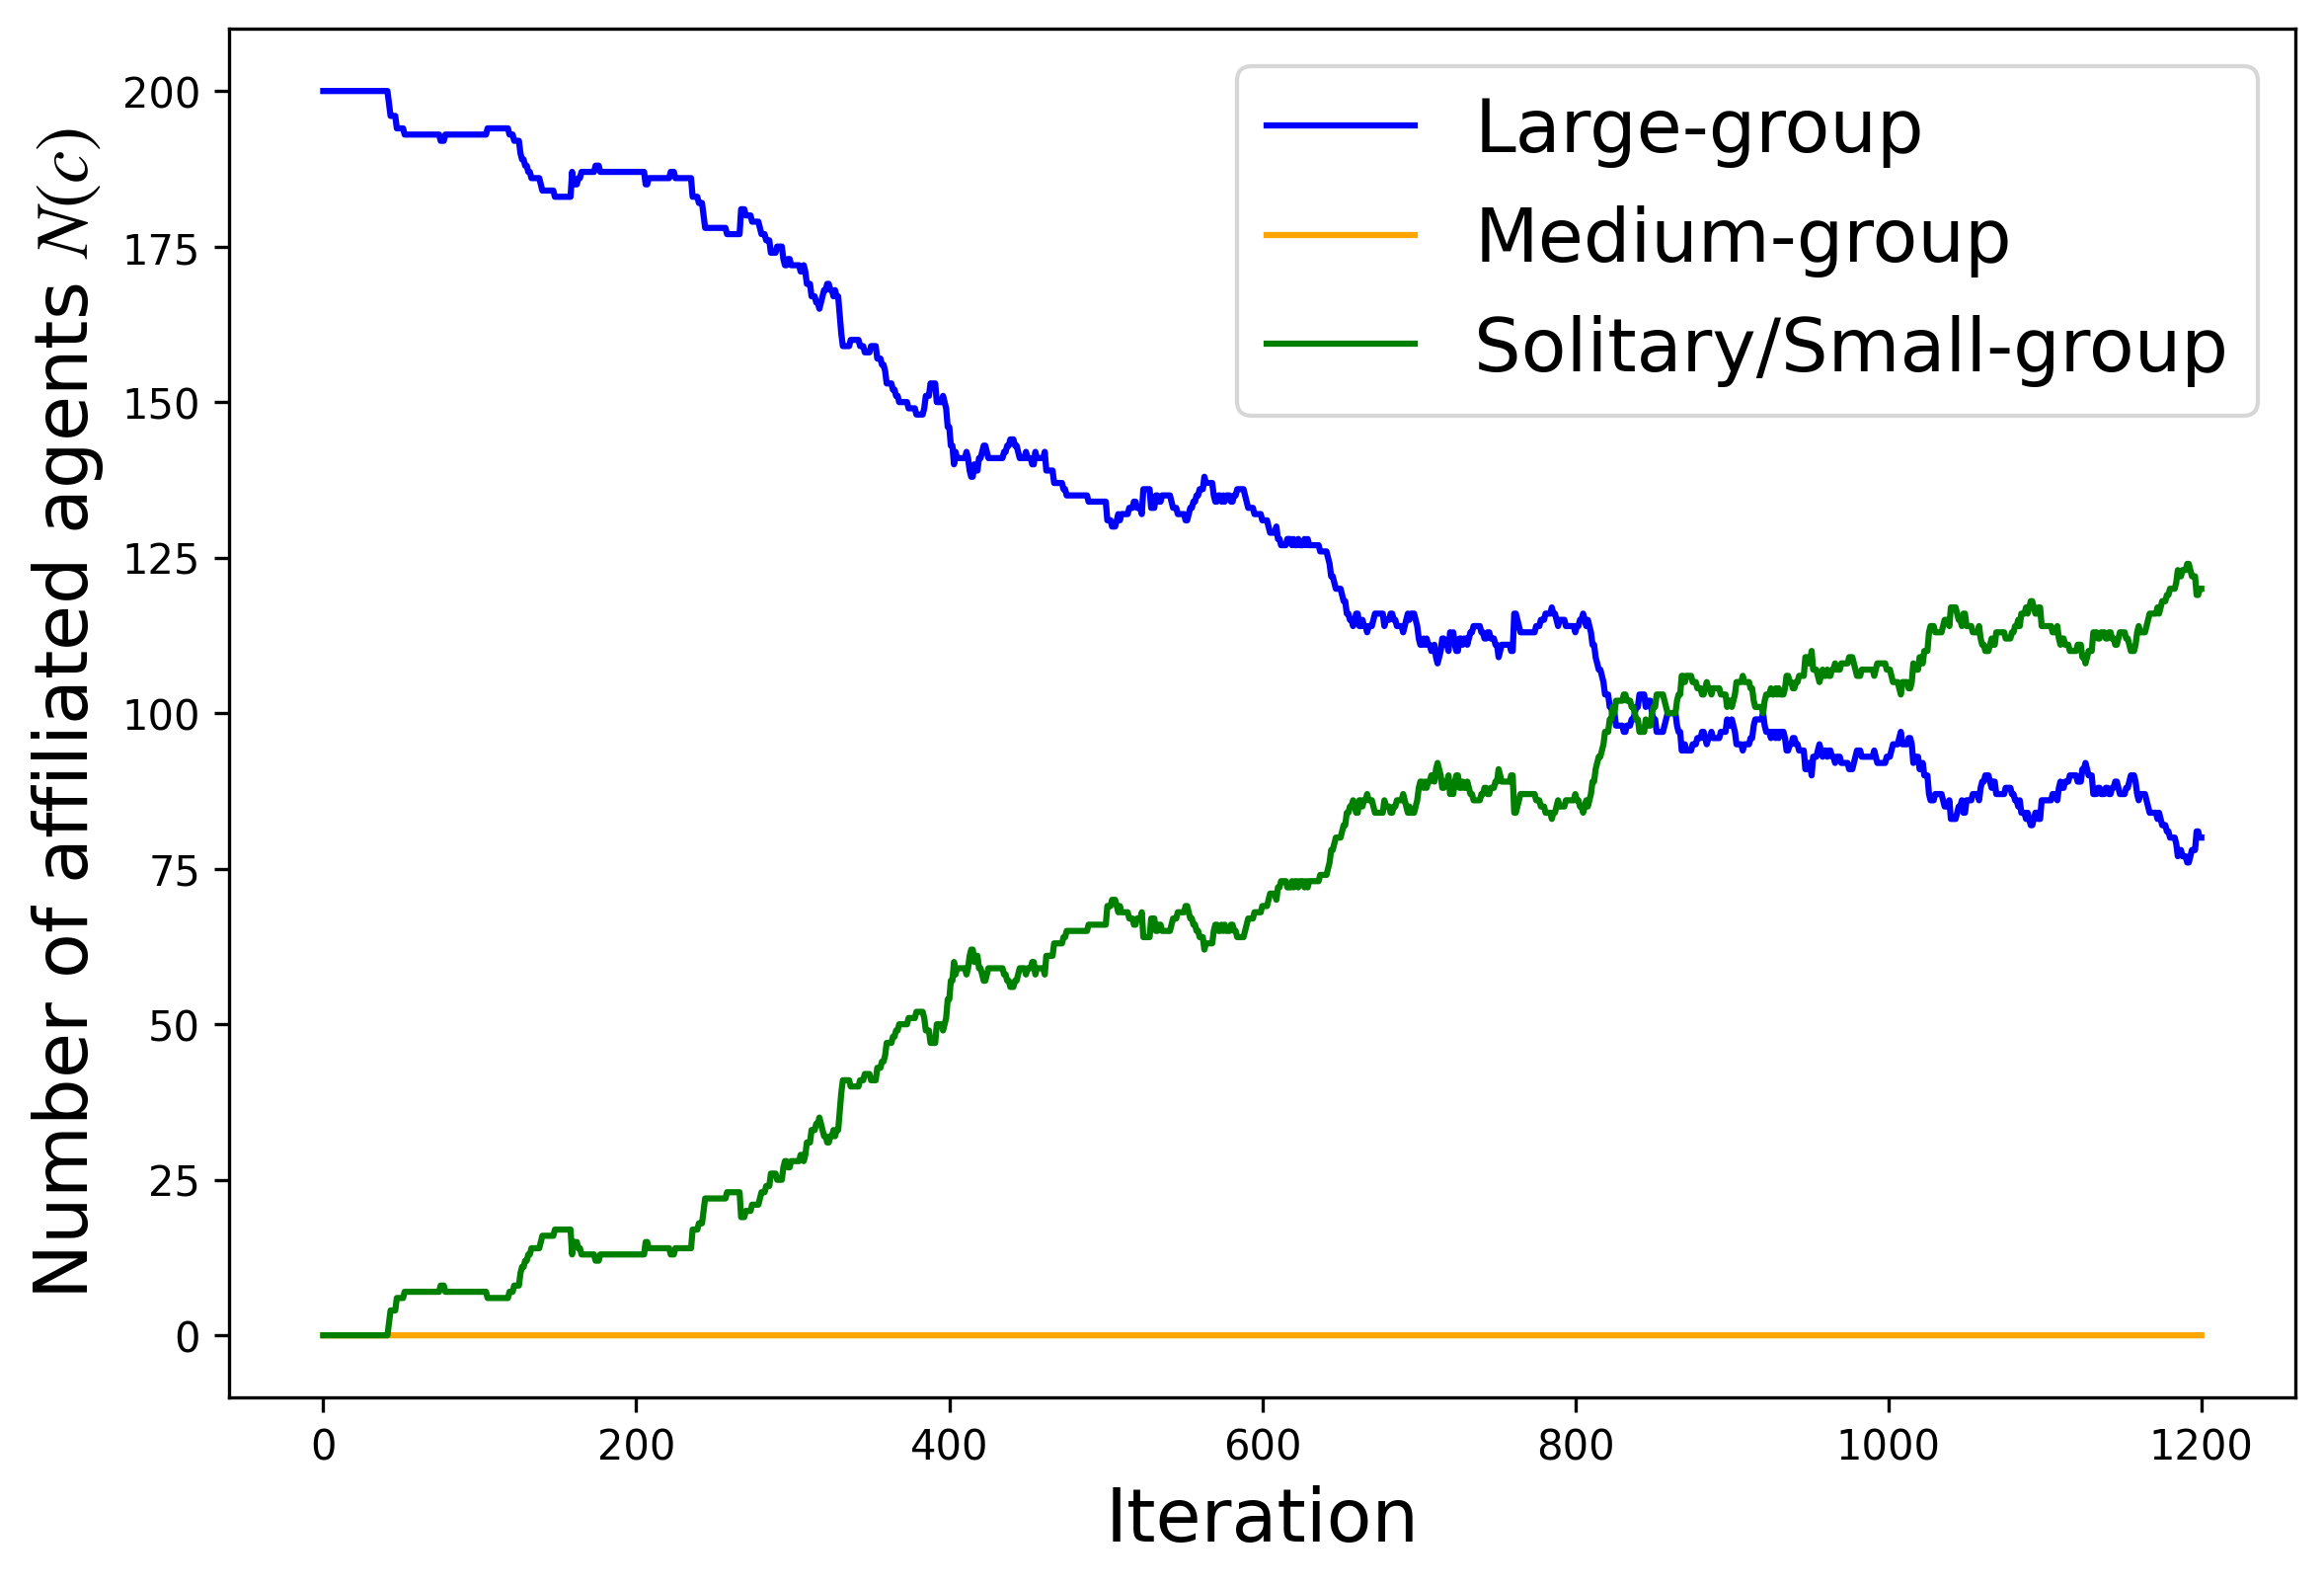 Number of affiliated agents N(c)
200
175
150
125
100
75
50
25
0
Large-group
Medium-group
Solitary/Small-group
0 200 400 600 800 1000 1200
Iteration